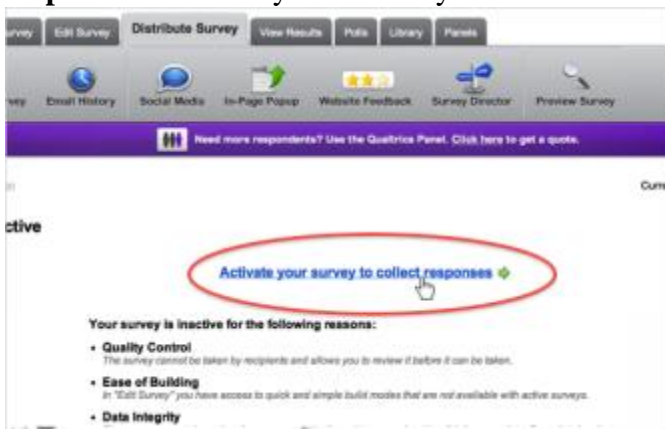 urvey Edit Survey Distribute Survey View Results Polls Library Panels
vey Email History Social Media In-Page Popup Website Feedback Survey Director Preview Survey
Need more respondents? Use the Qualtrics Panel. Click here to get a quote.
Curr
ctive
Activate your survey to collect responses
Your survey is inactive for the following reasons:
• Quality Control
The survey cannot be taken by recipients and allows you to review it before it can be taken.
• Ease of Building
In "Edit Survey" you have access to quick and simple build modes that are not available with active surveys.
• Data Integrity